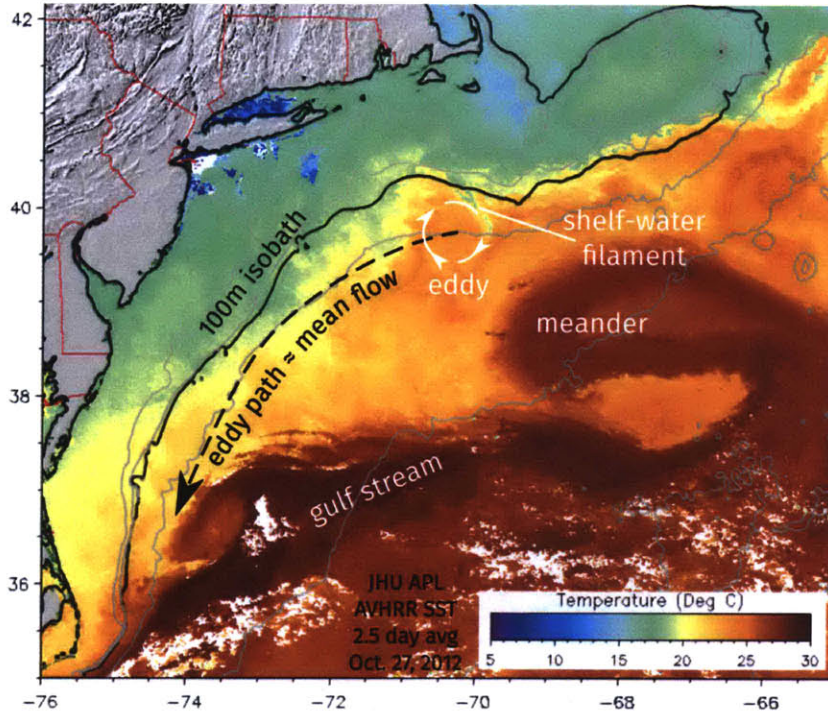 42
40
38
36
-76
-74
-72
-70
-68
-66
100m isobath
eddy path ≈ mean flow
eddy
shelf-water
filament
meander
gulf stream
JHU APL
AVHRR SST
2.5 day avg
Oct. 27, 2012
Temperature (Deg C)
5 10 15 20 25 30